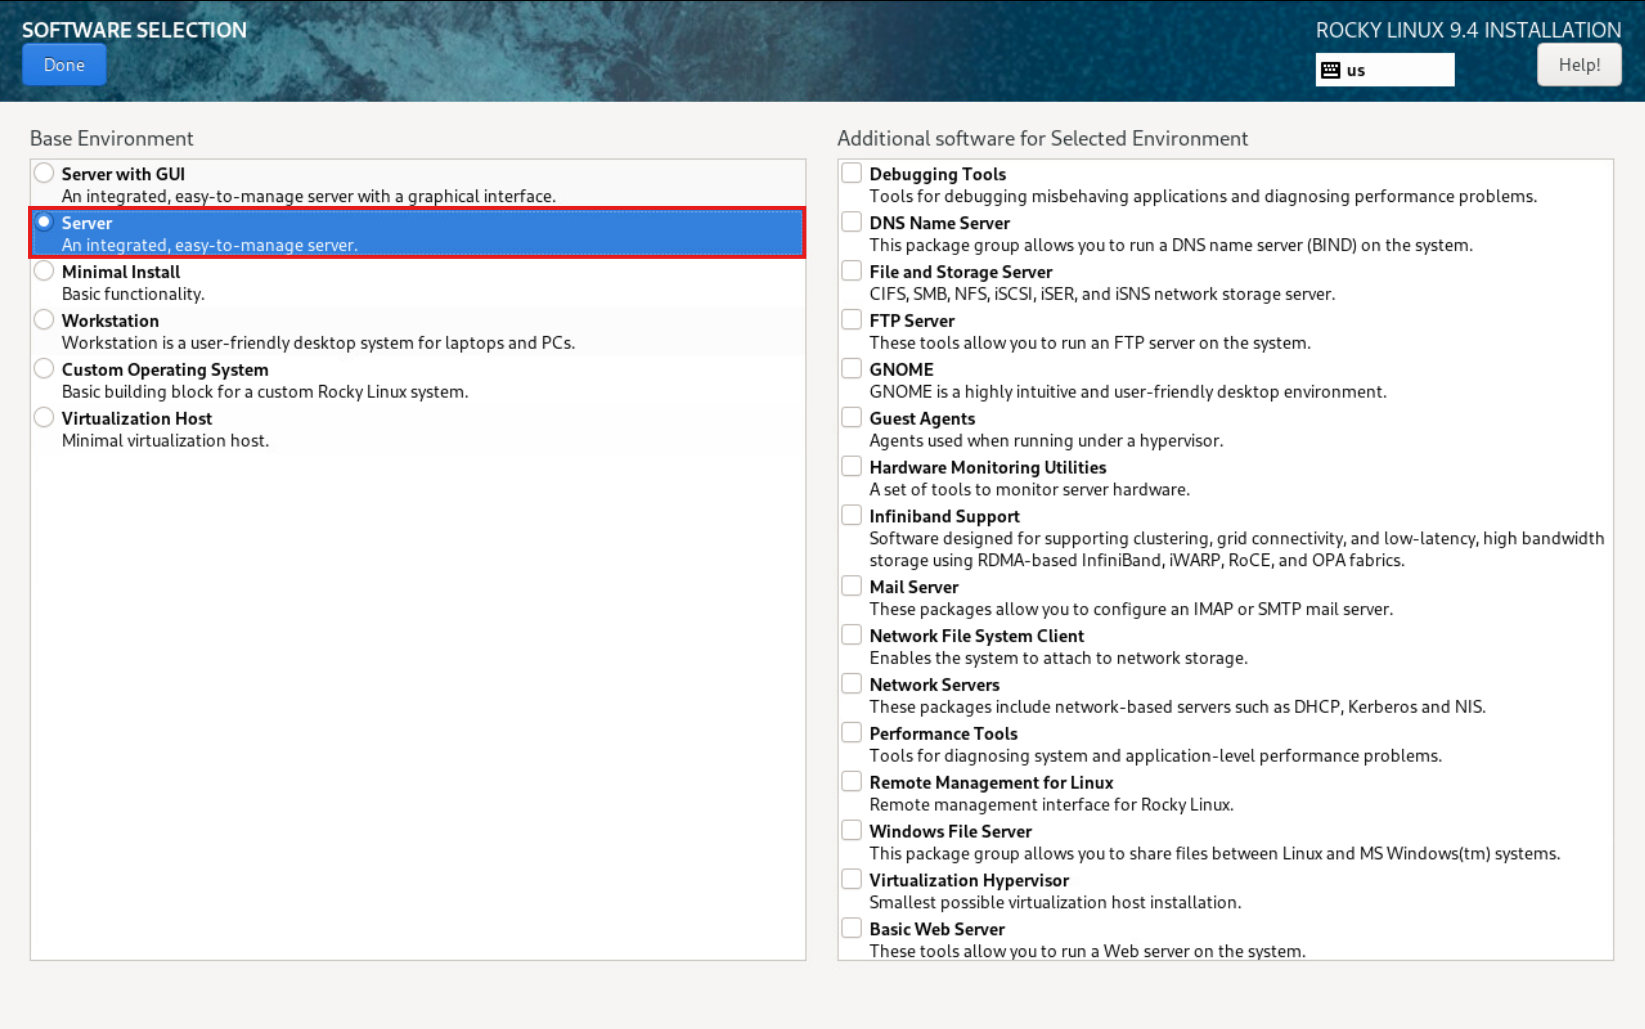 SOFTWARE SELECTION
Done
ROCKY LINUX 9.4 INSTALLATION
us
Help!
Base Environment
Server with GUI
An integrated, easy-to-manage server with a graphical interface.
Server
An integrated, easy-to-manage server.
Minimal Install
Basic functionality.
Workstation
Workstation is a user-friendly desktop system for laptops and PCs.
Custom Operating System
Basic building block for a custom Rocky Linux system.
Virtualization Host
Minimal virtualization host.
Additional software for Selected Environment
Debugging Tools
Tools for debugging misbehaving applications and diagnosing performance problems.
DNS Name Server
This package group allows you to run a DNS name server (BIND) on the system.
File and Storage Server
CIFS, SMB, NFS, iSCSI, iSER, and iSNS network storage server.
FTP Server
These tools allow you to run an FTP server on the system.
GNOME
GNOME is a highly intuitive and user-friendly desktop environment.
Guest Agents
Agents used when running under a hypervisor.
Hardware Monitoring Utilities
A set of tools to monitor server hardware.
Infiniband Support
Software designed for supporting clustering, grid connectivity, and low-latency, high bandwidth
storage using RDMA-based InfiniBand, iWARP, RoCE, and OPA fabrics.
Mail Server
These packages allow you to configure an IMAP or SMTP mail server.
Network File System Client
Enables the system to attach to network storage.
Network Servers
These packages include network-based servers such as DHCP, Kerberos and NIS.
Performance Tools
Tools for diagnosing system and application-level performance problems.
Remote Management for Linux
Remote management interface for Rocky Linux.
Windows File Server
This package group allows you to share files between Linux and MS Windows(tm) systems.
Virtualization Hypervisor
Smallest possible virtualization host installation.
Basic Web Server
These tools allow you to run a Web server on the system.